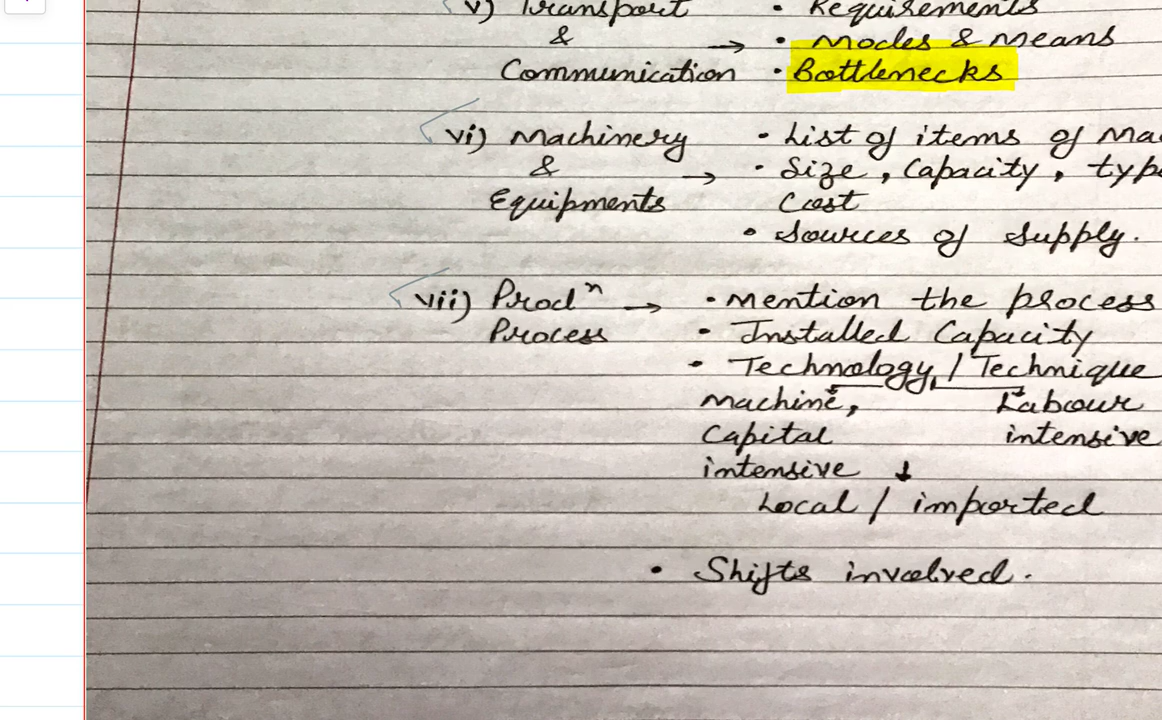 v) Transport • Requirements
& → • Modes & Means
Communication • Bottlenecks
vi) Machinery • List of items of
& → • Size, Capacity,
Equipments Cost
• Sources of Supply.
vii) Prodⁿ → • mention the process
Process • Installed Capacity
• Technology / Technique
machine, Labour
Capital intensive
intensive ↓
Local / imported
• Shifts involved.